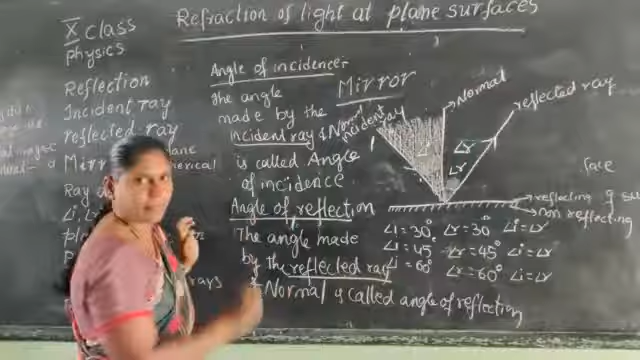 Refraction of light at plane surfaces
X class
physics
Reflection
Incident ray
reflected ray
Mirror
Ray
Angle of incidence:
The angle
made by the
incident ray & Normal
is called Angle
of incidence
Angle of reflection
The angle made
by the reflected ray
& Normal is called angle of reflection
Mirror
incident ray
Normal
reflected ray
∠i
∠r
reflecting
face
non reflecting
∠i = 30° ∠r = 30° ∠i = ∠r
∠i = 45° ∠r = 45° ∠i = ∠r
∠i = 60° ∠r = 60° ∠i = ∠r
rays